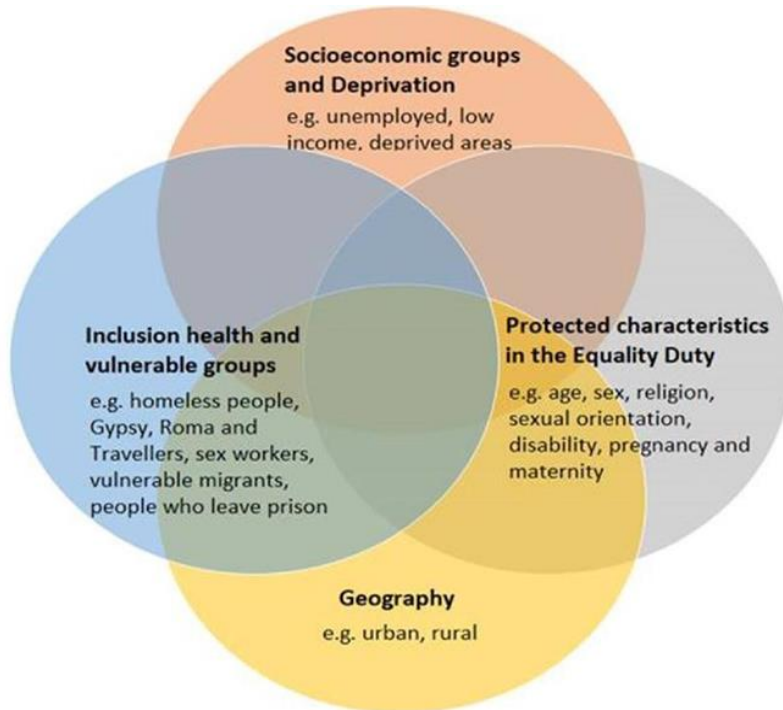 Socioeconomic groups
and Deprivation
e.g. unemployed, low
income, deprived areas
Inclusion health and
vulnerable groups
e.g. homeless people,
Gypsy, Roma and
Travellers, sex workers,
vulnerable migrants,
people who leave prison
Protected characteristics
in the Equality Duty
e.g. age, sex, religion,
sexual orientation,
disability, pregnancy and
maternity
Geography
e.g. urban, rural